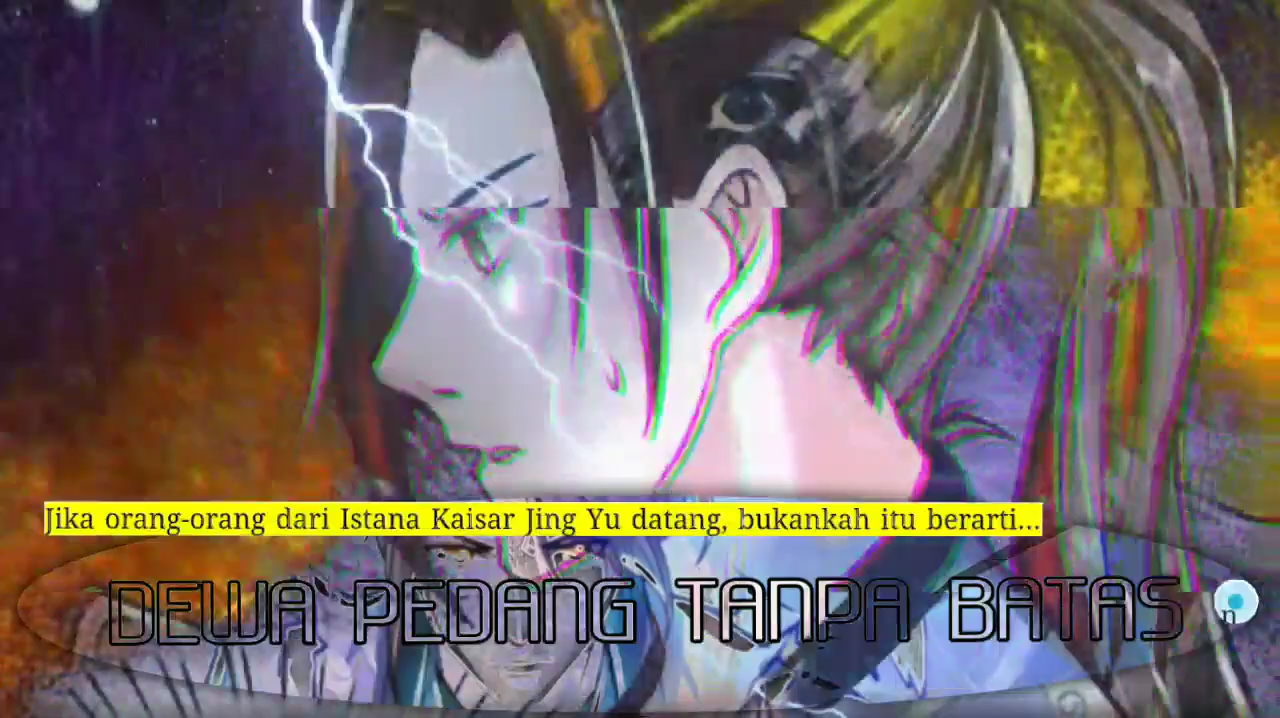 Jika orang-orang dari Istana Kaisar Jing Yu datang, bukankah itu berarti...
DEWA PEDANG TANPA BATAS
n